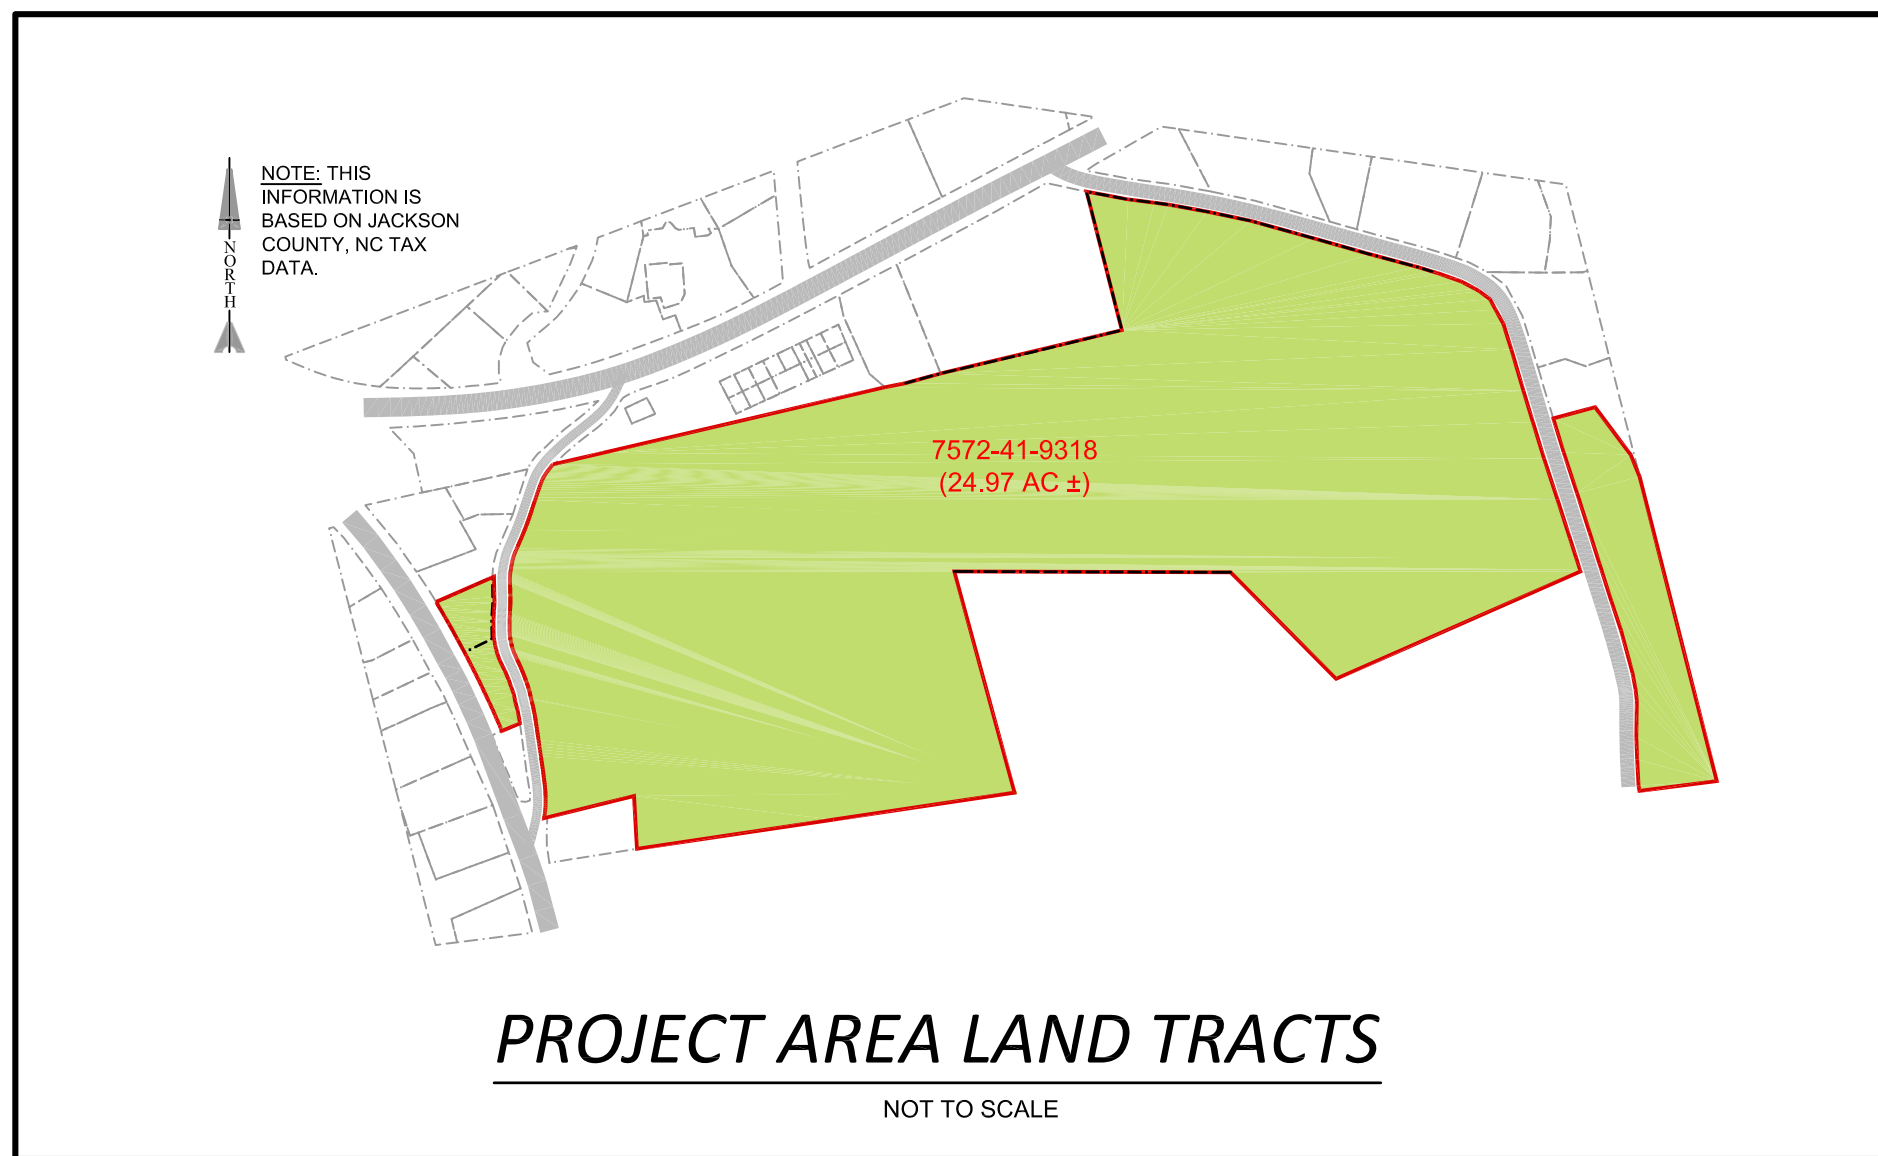 NOTE: THIS
INFORMATION IS
BASED ON JACKSON
COUNTY, NC TAX
DATA.
NORTH
7572-41-9318
(24.97 AC ±)
PROJECT AREA LAND TRACTS
NOT TO SCALE